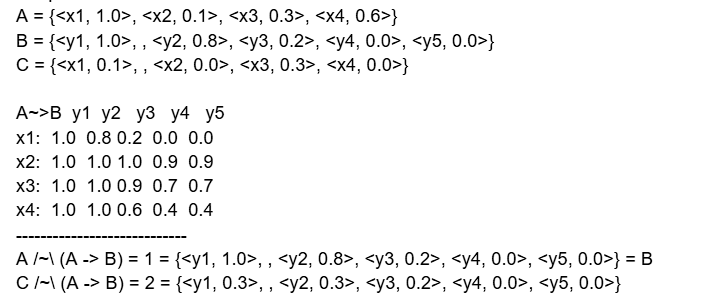 A = {<x1, 1.0>, <x2, 0.1>, <x3, 0.3>, <x4, 0.6>}
B = {<y1, 1.0>, , <y2, 0.8>, <y3, 0.2>, <y4, 0.0>, <y5, 0.0>}
C = {<x1, 0.1>, , <x2, 0.0>, <x3, 0.3>, <x4, 0.0>}
A~>B y1 y2 y3 y4 y5
x1: 1.0 0.8 0.2 0.0 0.0
x2: 1.0 1.0 1.0 0.9 0.9
x3: 1.0 1.0 0.9 0.7 0.7
x4: 1.0 1.0 0.6 0.4 0.4
----------------------------
A /~\ (A -> B) = 1 = {<y1, 1.0>, , <y2, 0.8>, <y3, 0.2>, <y4, 0.0>, <y5, 0.0>} = B
C /~\ (A -> B) = 2 = {<y1, 0.3>, , <y2, 0.3>, <y3, 0.2>, <y4, 0.0>, <y5, 0.0>}